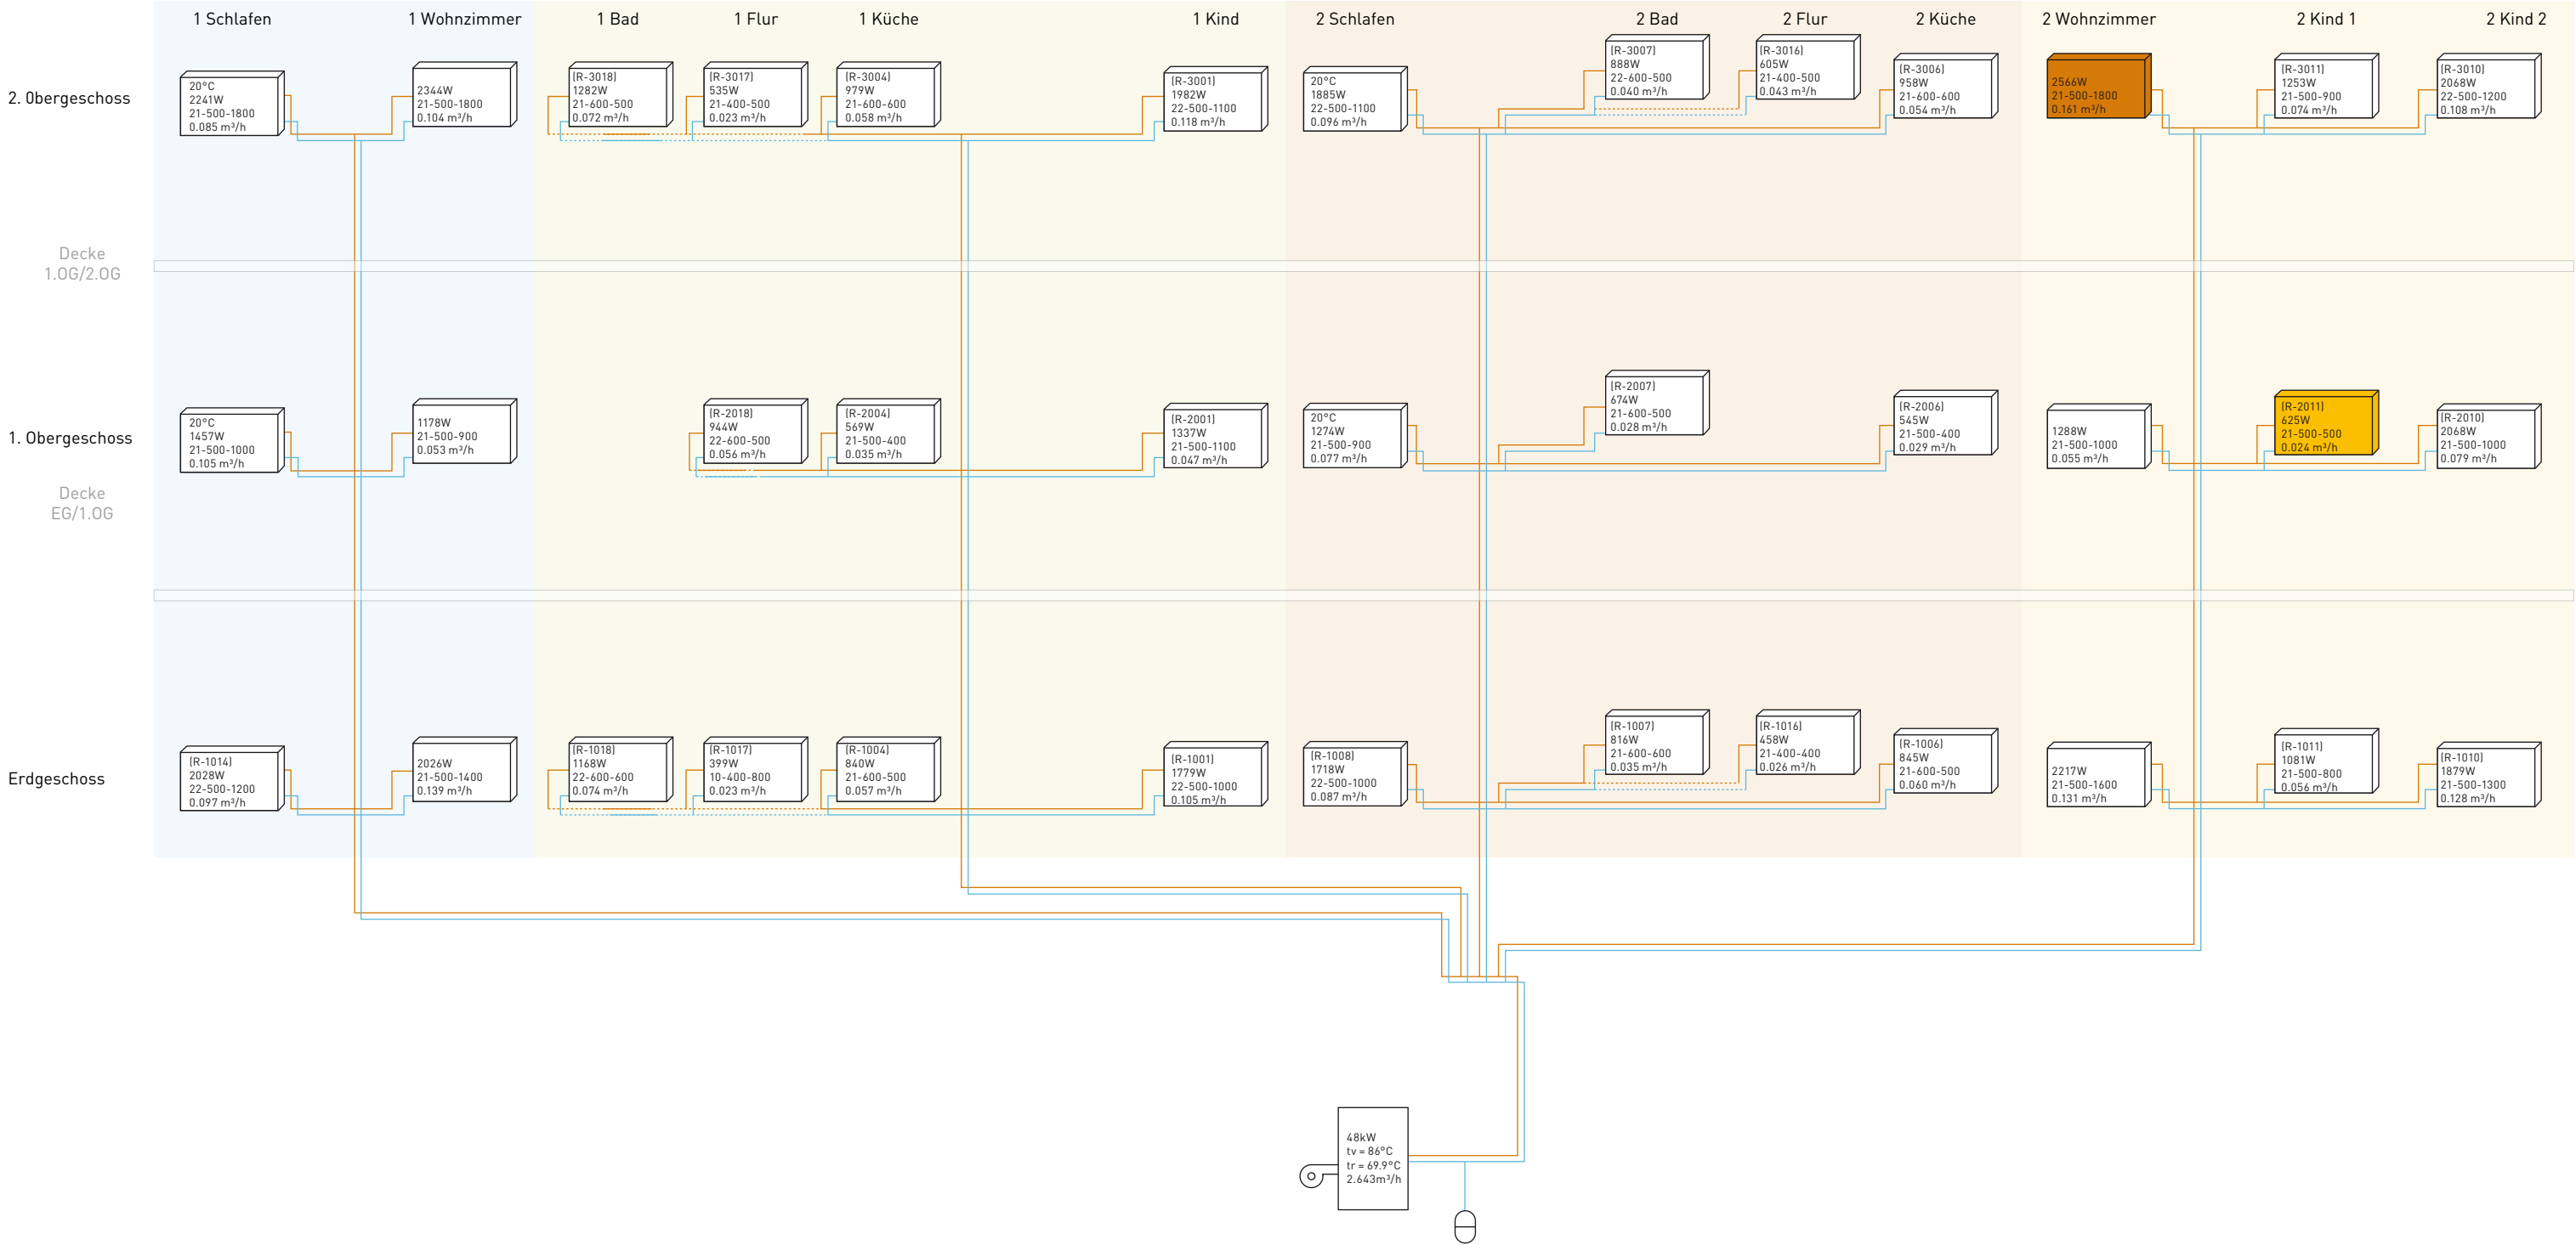 1 Schlafen
1 Wohnzimmer
1 Bad
1 Flur
1 Küche
1 Kind
2 Schlafen
2 Bad
2 Flur
2 Küche
2 Wohnzimmer
2 Kind 1
2 Kind 2
2. Obergeschoss
20°C
2241W
21-500-1800
0.085 m³/h
2344W
21-500-1800
0.104 m³/h
(R-3018)
1282W
21-600-500
0.072 m³/h
(R-3017)
535W
21-400-500
0.023 m³/h
(R-3004)
979W
21-600-600
0.058 m³/h
(R-3001)
1982W
22-500-1100
0.118 m³/h
20°C
1885W
22-500-1100
0.096 m³/h
(R-3007)
888W
22-600-500
0.040 m³/h
(R-3016)
605W
21-400-500
0.043 m³/h
(R-3006)
958W
21-600-600
0.054 m³/h
2566W
21-500-1800
0.161 m³/h
(R-3011)
1253W
21-500-900
0.074 m³/h
(R-3010)
2068W
22-500-1200
0.108 m³/h
Decke
1.OG/2.OG
1. Obergeschoss
20°C
1457W
21-500-1000
0.105 m³/h
1178W
21-500-900
0.053 m³/h
(R-2018)
944W
22-600-500
0.056 m³/h
(R-2004)
569W
21-500-400
0.035 m³/h
(R-2001)
1337W
21-500-1100
0.047 m³/h
20°C
1274W
21-500-900
0.077 m³/h
(R-2007)
674W
21-600-500
0.028 m³/h
(R-2006)
545W
21-500-400
0.029 m³/h
1288W
21-500-1000
0.055 m³/h
(R-2011)
625W
21-500-500
0.024 m³/h
(R-2010)
2068W
21-500-1000
0.079 m³/h
Decke
EG/1.OG
Erdgeschoss
(R-1014)
2028W
22-500-1200
0.097 m³/h
2026W
21-500-1400
0.139 m³/h
(R-1018)
1168W
22-600-600
0.074 m³/h
(R-1017)
399W
10-400-800
0.023 m³/h
(R-1004)
840W
21-600-500
0.057 m³/h
(R-1001)
1779W
22-500-1000
0.105 m³/h
(R-1008)
1718W
22-500-1000
0.087 m³/h
(R-1007)
816W
21-600-600
0.035 m³/h
(R-1016)
458W
21-400-400
0.026 m³/h
(R-1006)
845W
21-600-500
0.060 m³/h
2217W
21-500-1600
0.131 m³/h
(R-1011)
1081W
21-500-800
0.056 m³/h
(R-1010)
1879W
21-500-1300
0.128 m³/h
48kW
tv = 86°C
tr = 69.9°C
2.643m³/h